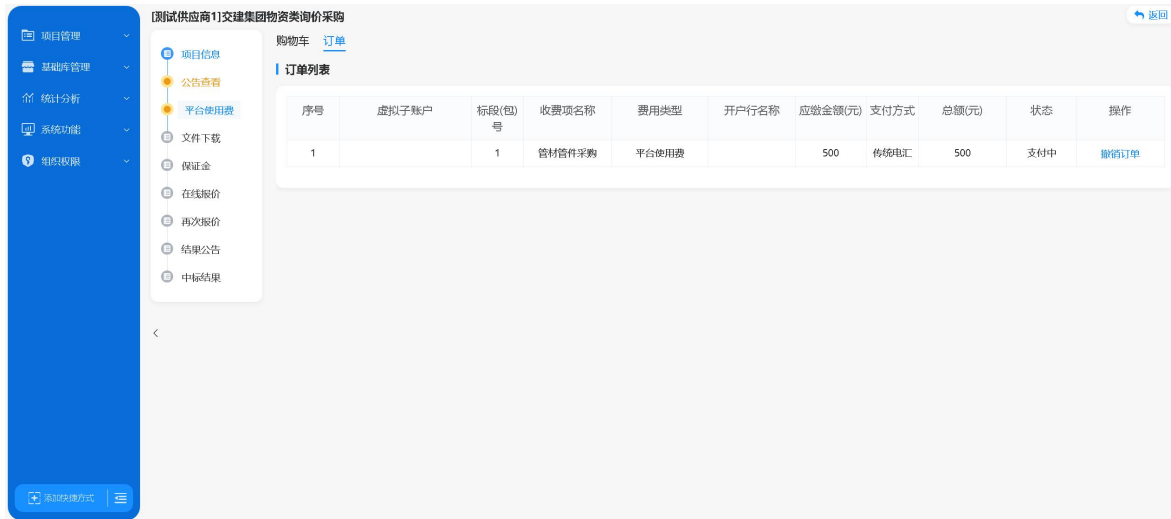 [测试供应商1]交建集团物资类询价采购
返回
项目管理
基础库管理
统计分析
系统功能
组织权限
添加快捷方式
项目信息
公告查看
平台使用费
文件下载
保证金
在线报价
再次报价
结果公告
中标结果
购物车 订单
订单列表
序号 虚拟子账户 标段(包)号 收费项名称 费用类型 开户行名称 应缴金额(元) 支付方式 总额(元) 状态 操作
1 1 管材管件采购 平台使用费 500 传统电汇 500 支付中 撤销订单